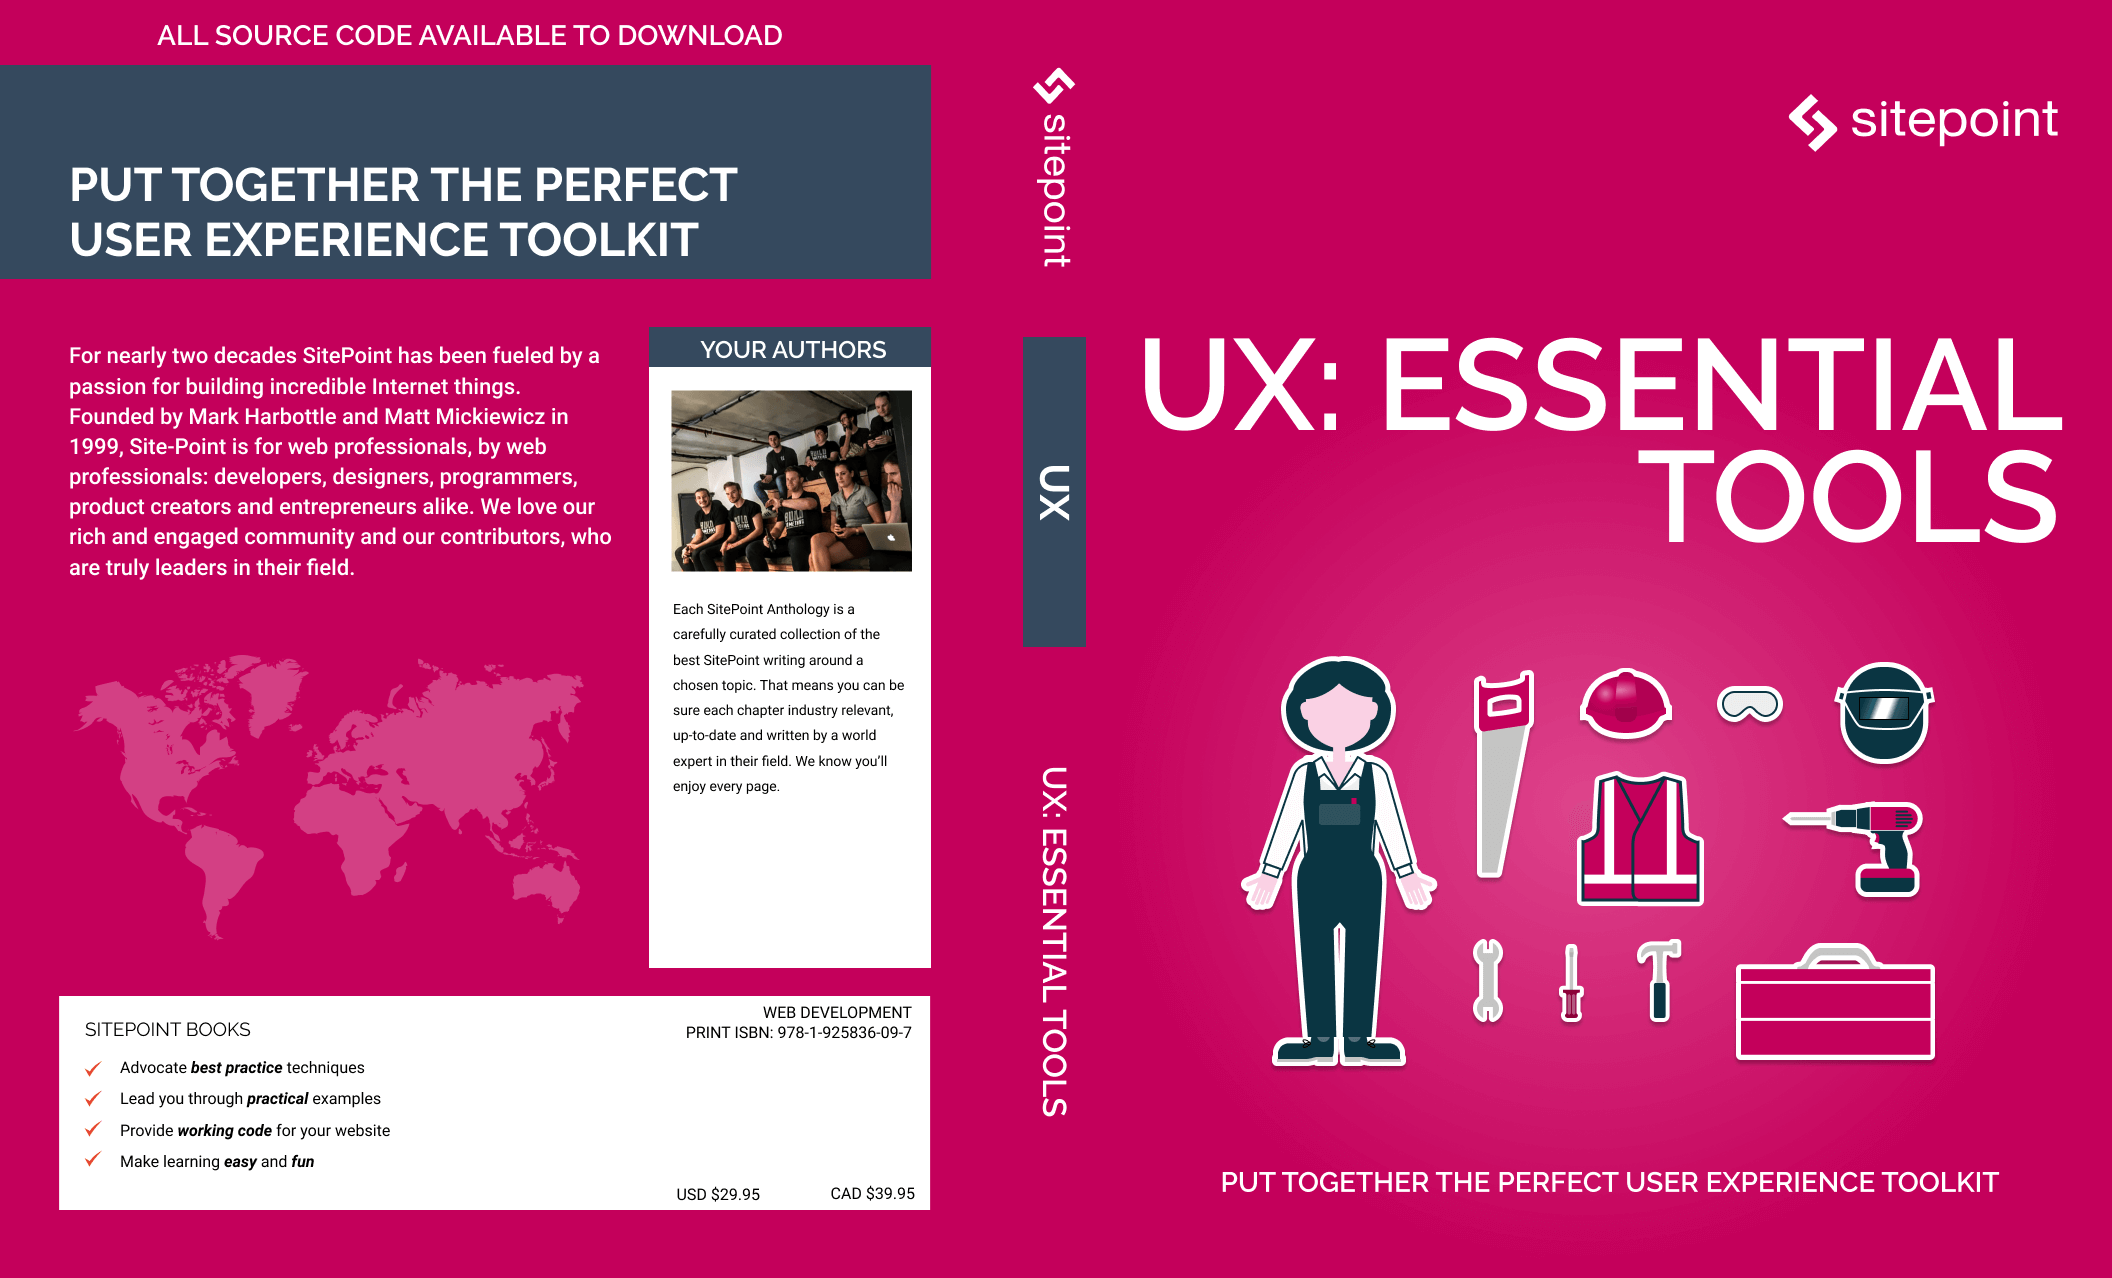 ALL SOURCE CODE AVAILABLE TO DOWNLOAD
PUT TOGETHER THE PERFECT
USER EXPERIENCE TOOLKIT
For nearly two decades SitePoint has been fueled by a
passion for building incredible Internet things.
Founded by Mark Harbottle and Matt Mickiewicz in
1999, Site-Point is for web professionals, by web
professionals: developers, designers, programmers,
product creators and entrepreneurs alike. We love our
rich and engaged community and our contributors, who
are truly leaders in their field.
YOUR AUTHORS
Each SitePoint Anthology is a
carefully curated collection of the
best SitePoint writing around a
chosen topic. That means you can be
sure each chapter industry relevant,
up-to-date and written by a world
expert in their field. We know you'll
enjoy every page.
SITEPOINT BOOKS
Advocate best practice techniques
Lead you through practical examples
Provide working code for your website
Make learning easy and fun
WEB DEVELOPMENT
PRINT ISBN: 978-1-925836-09-7
USD $29.95
CAD $39.95
sitepoint
UX
UX: ESSENTIAL TOOLS
sitepoint
UX: ESSENTIAL
TOOLS
PUT TOGETHER THE PERFECT USER EXPERIENCE TOOLKIT